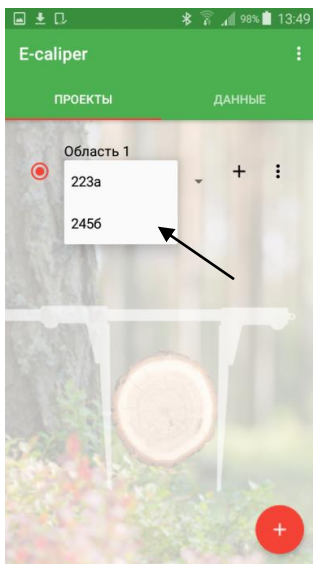 98% 13:49
E-caliper
ПРОЕКТЫ ДАННЫЕ
Область 1
223а
245б